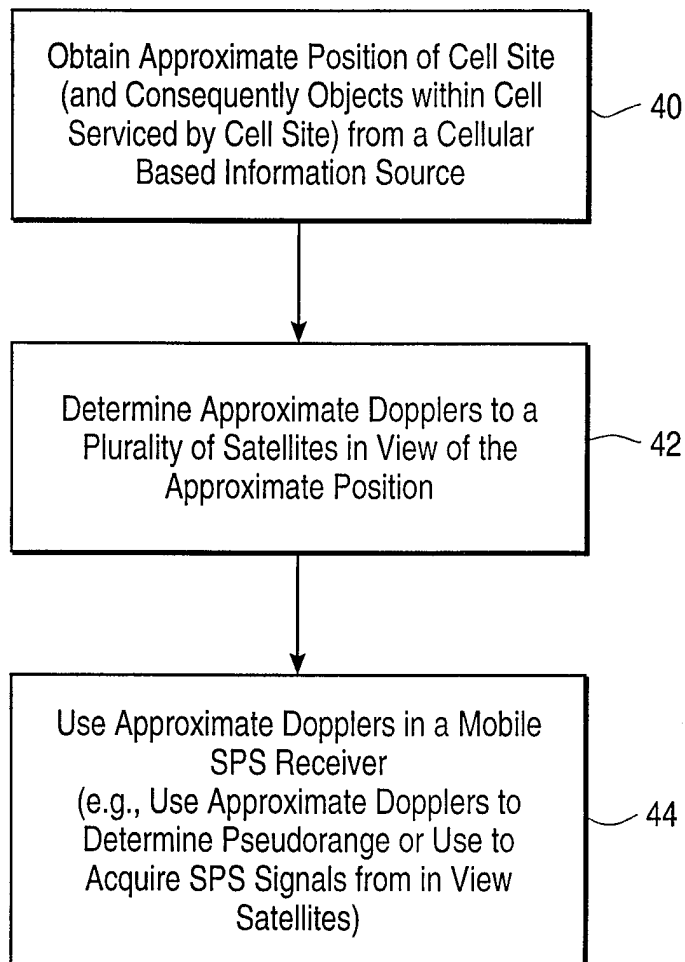 Obtain Approximate Position of Cell Site
(and Consequently Objects within Cell
Serviced by Cell Site) from a Cellular
Based Information Source
40
Determine Approximate Dopplers to a
Plurality of Satellites in View of the
Approximate Position
42
Use Approximate Dopplers in a Mobile
SPS Receiver
(e.g., Use Approximate Dopplers to
Determine Pseudorange or Use to
Acquire SPS Signals from in View
Satellites)
44